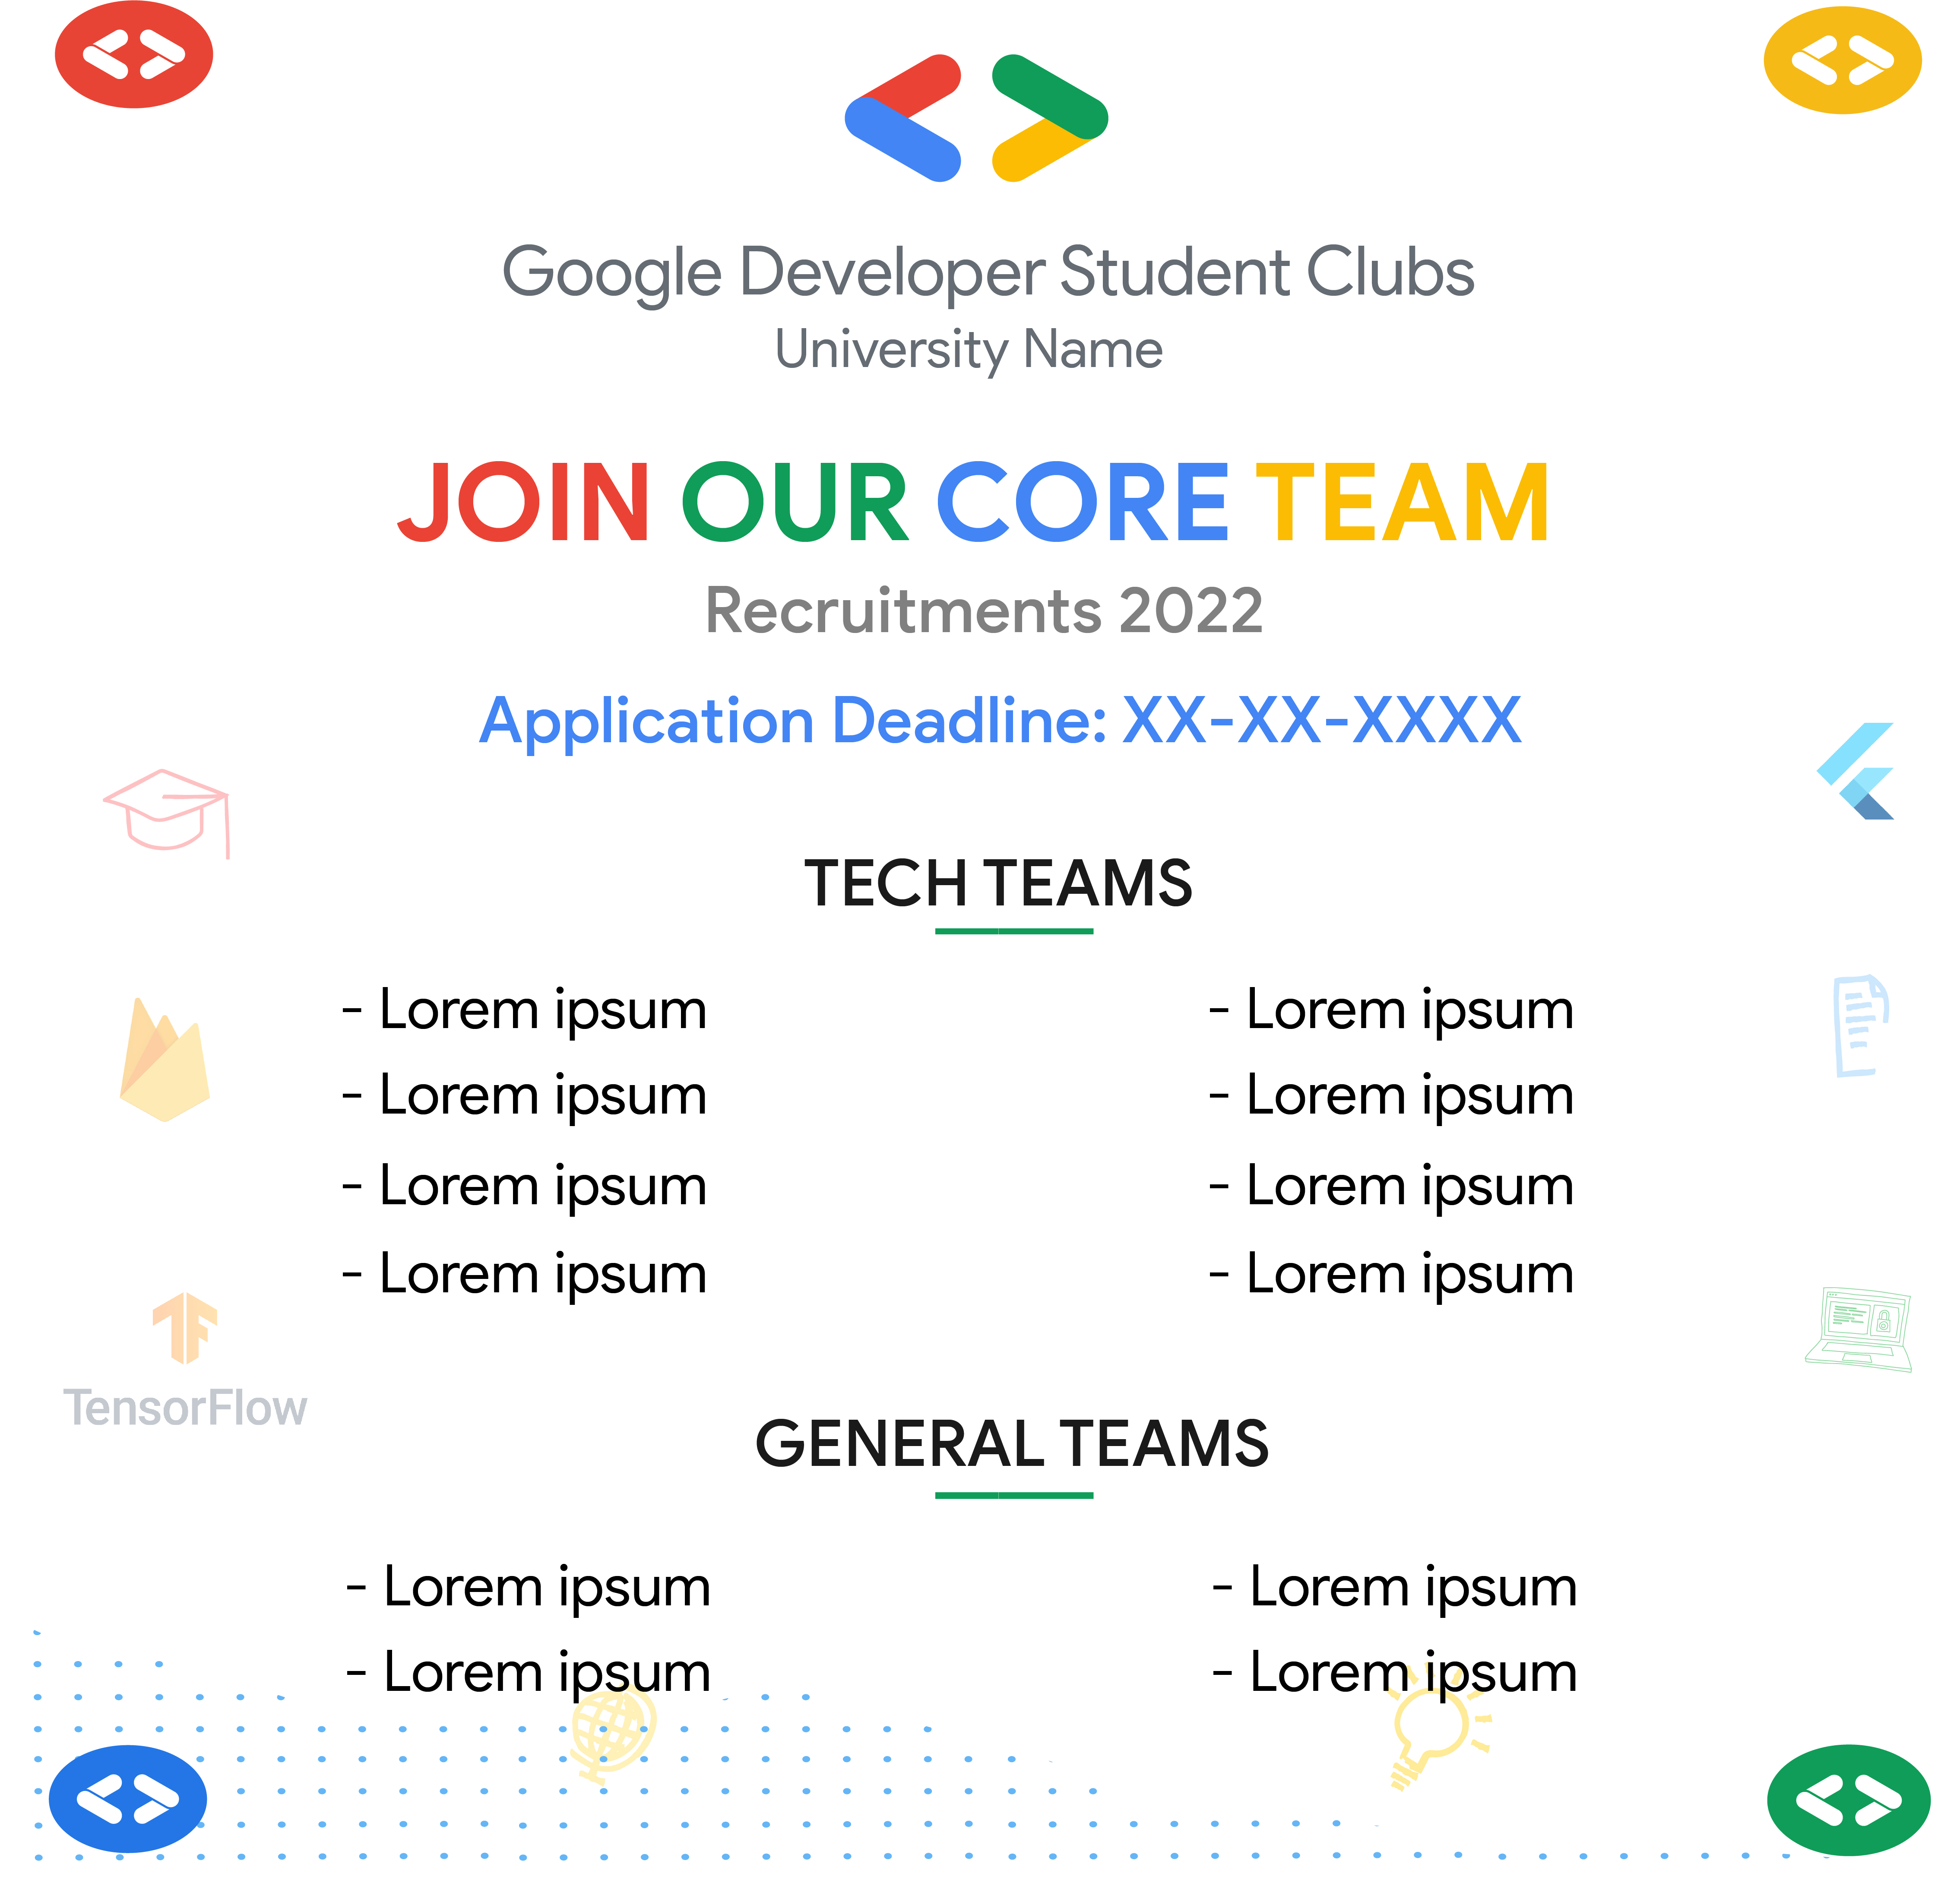 Google Developer Student Clubs
University Name
JOIN OUR CORE TEAM
Recruitments 2022
Application Deadline: XX-XX-XXXX
TECH TEAMS
- Lorem ipsum
- Lorem ipsum
- Lorem ipsum
- Lorem ipsum
- Lorem ipsum
- Lorem ipsum
- Lorem ipsum
- Lorem ipsum
TensorFlow
GENERAL TEAMS
- Lorem ipsum
- Lorem ipsum
- Lorem ipsum
- Lorem ipsum